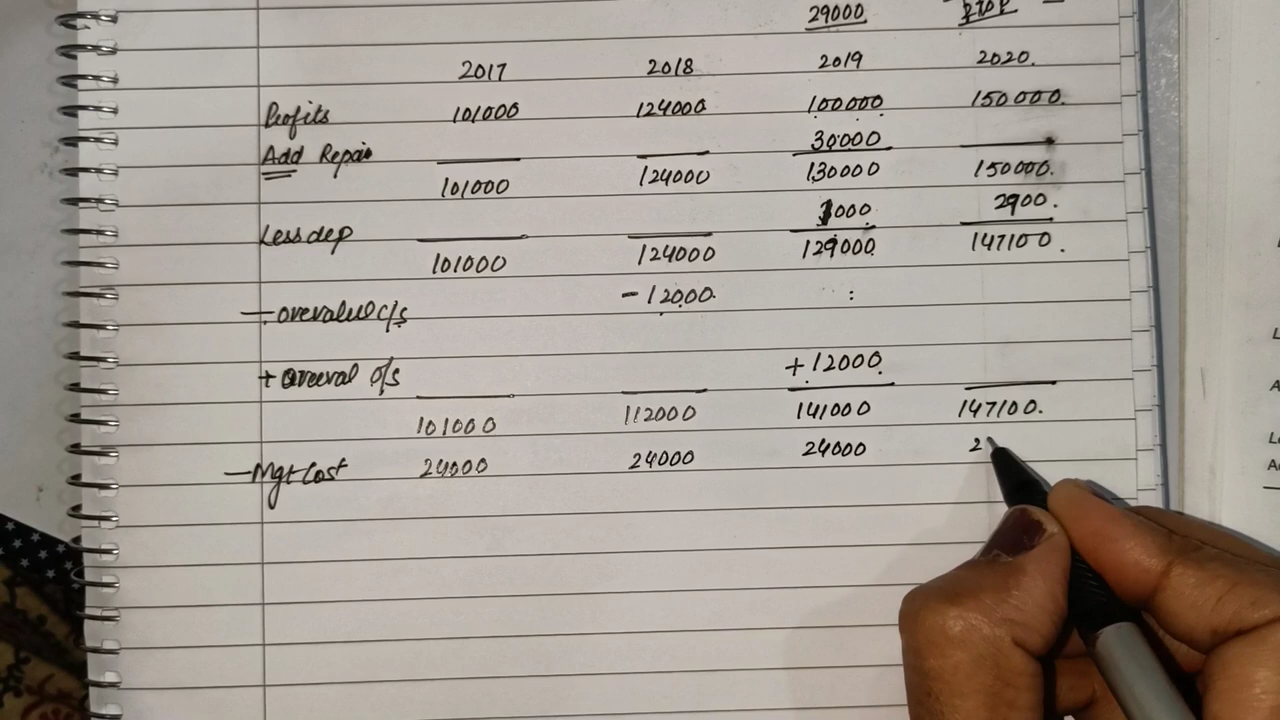 29000
2017 2018 2019 2020.
Profits 101000 124000 100000 150000.
Add Repair 30000
101000 124000 130000 150000.
Less dep 1000 2900.
101000 124000 129000 147100.
- overvalue c/s -12000.
+ overval o/s +12000
101000 112000 141000 147100.
- Mgt Cost 24000 24000 24000 2